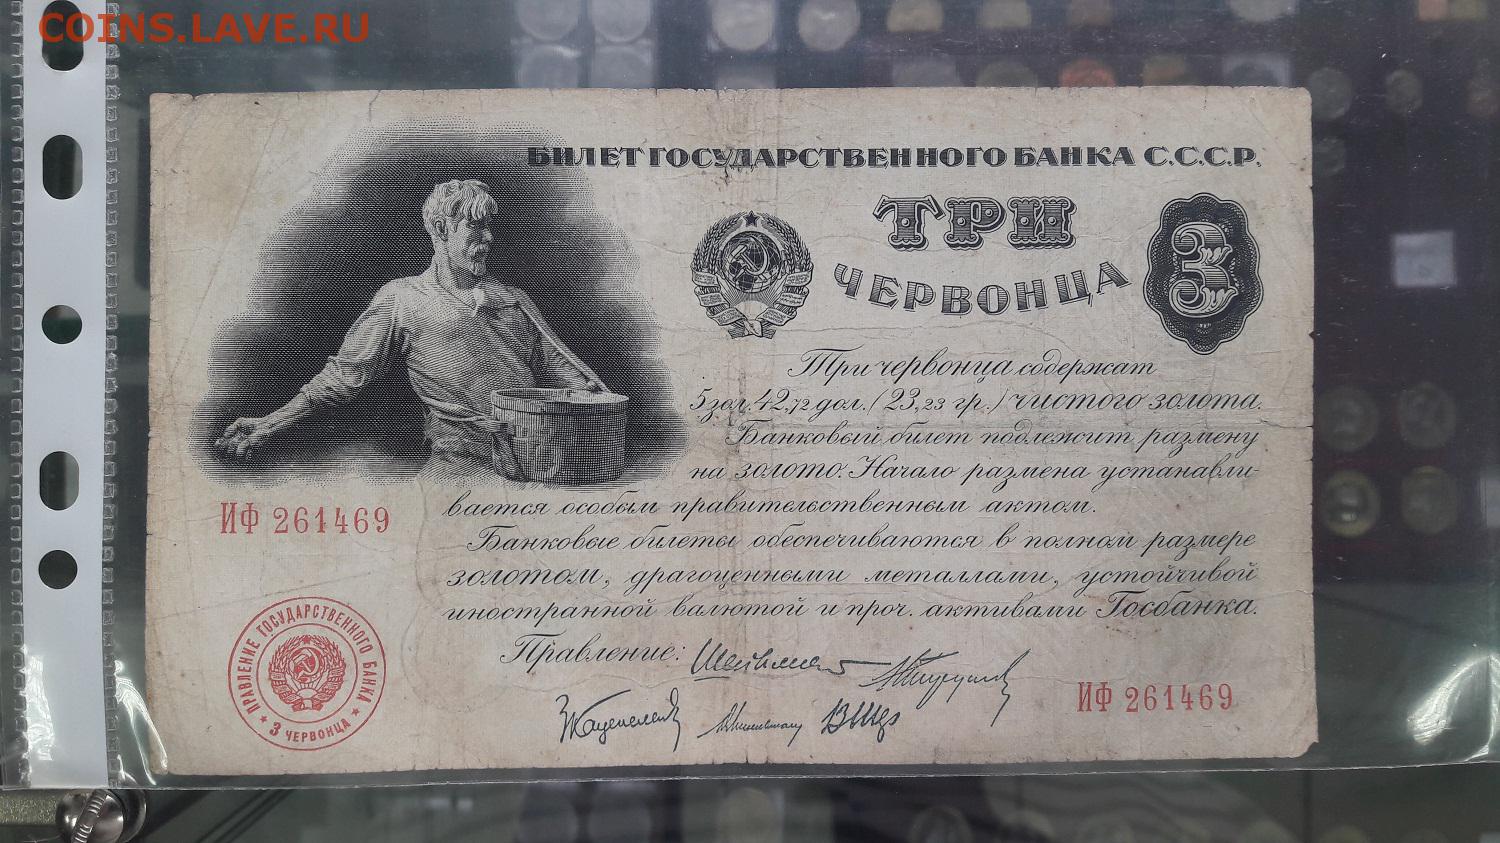 COINS.LAVE.RU
БИЛЕТ ГОСУДАРСТВЕННОГО БАНКА С.С.С.Р.
ТРИ
ЧЕРВОНЦА
3
Три червонца содержат
5 зол. 42,72 дол. (23,23 гр.) чистого золота.
Банковый билет подлежит размену
на золото. Начало размена устанавли-
вается особым правительственным актом.
Банковые билеты обеспечиваются в полном размере
золотом, драгоценными металлами, устойчивой
иностранной валютой и проч. активами Госбанка.
Правление:
ИФ 261469
ПРАВЛЕНИЕ ГОСУДАРСТВЕННОГО БАНКА
★ 3 ЧЕРВОНЦА ★
ИФ 261469